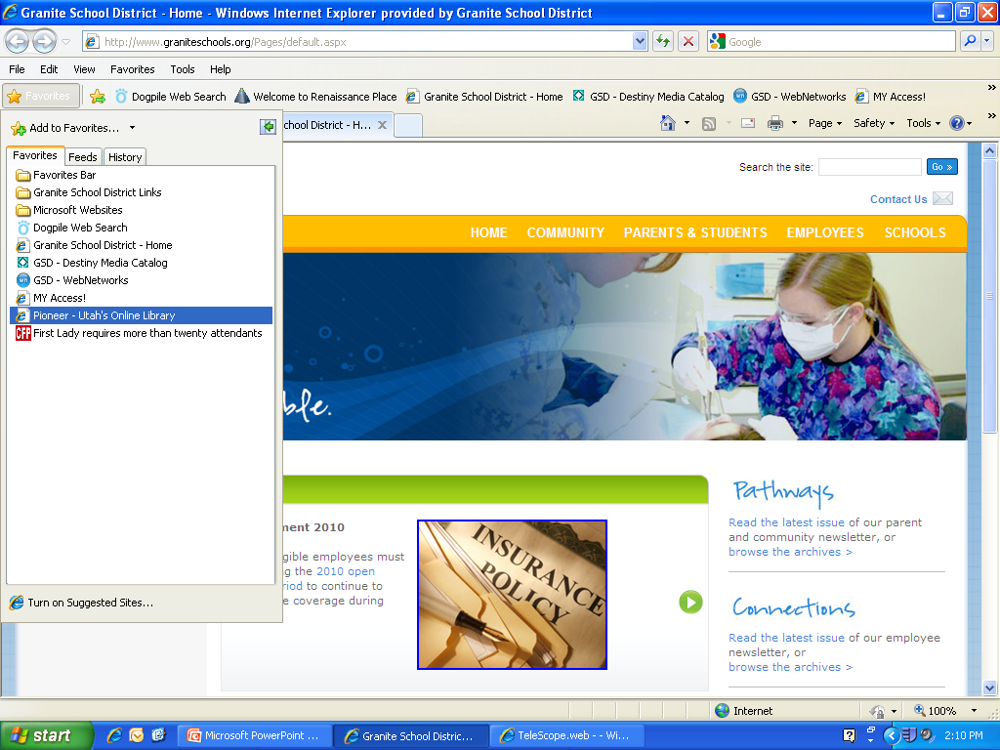 Granite School District - Home - Windows Internet Explorer provided by Granite School District
http://www.graniteschools.org/Pages/default.aspx
Google
File Edit View Favorites Tools Help
Favorites
Dogpile Web Search
Welcome to Renaissance Place
Granite School District - Home
GSD - Destiny Media Catalog
GSD - WebNetworks
MY Access!
»
Add to Favorites...
chool District - H...
Page
Safety
Tools
»
Favorites Feeds History
Favorites Bar
Granite School District Links
Microsoft Websites
Dogpile Web Search
Granite School District - Home
GSD - Destiny Media Catalog
GSD - WebNetworks
MY Access!
Pioneer - Utah's Online Library
CFP First Lady requires more than twenty attendants
Turn on Suggested Sites...
Search the site:
Go »
Contact Us
HOME COMMUNITY PARENTS & STUDENTS EMPLOYEES SCHOOLS
ble.
ment 2010
gible employees must
g the 2010 open
riod to continue to
e coverage during
INSURANCE
POLICY
Pathways
Read the latest issue of our parent
and community newsletter, or
browse the archives >
Connections
Read the latest issue of our employee
newsletter, or
browse the archives >
Internet
100%
start
Microsoft PowerPoint ...
Granite School Distric...
TeleScope.web - - Wi...
2:10 PM